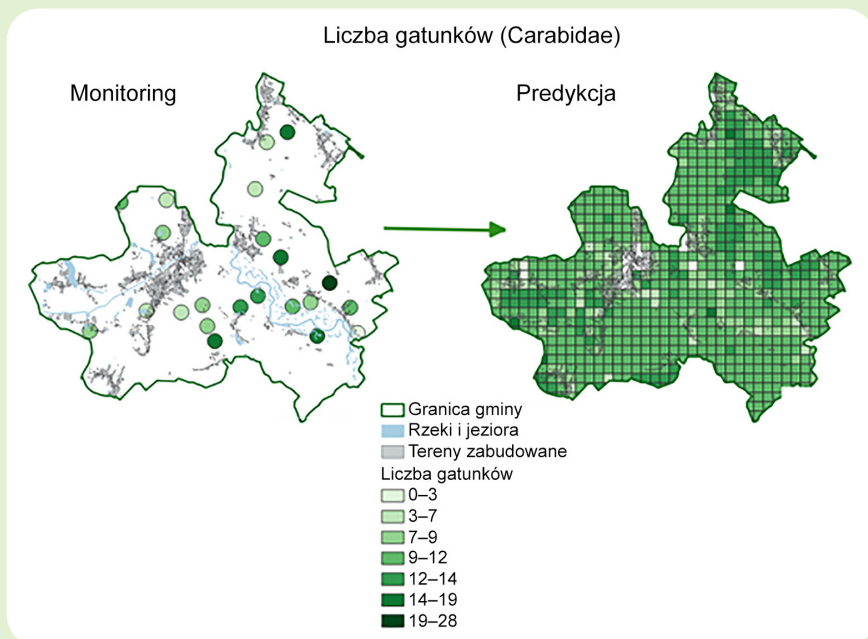 Liczba gatunków (Carabidae)
Monitoring
Predykcja
Granica gminy
Rzeki i jeziora
Tereny zabudowane
Liczba gatunków
0–3
3–7
7–9
9–12
12–14
14–19
19–28